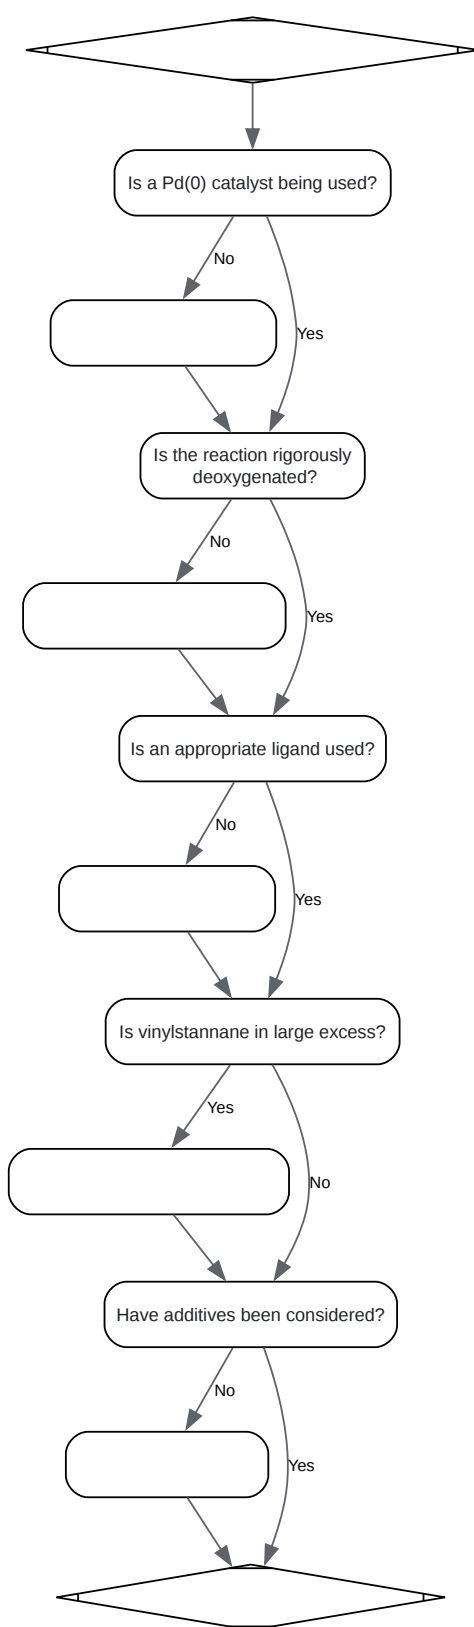 Is a Pd(0) catalyst being used?
No
Yes
Is the reaction rigorously
deoxygenated?
No
Yes
Is an appropriate ligand used?
No
Yes
Is vinylstannane in large excess?
Yes
No
Have additives been considered?
No
Yes